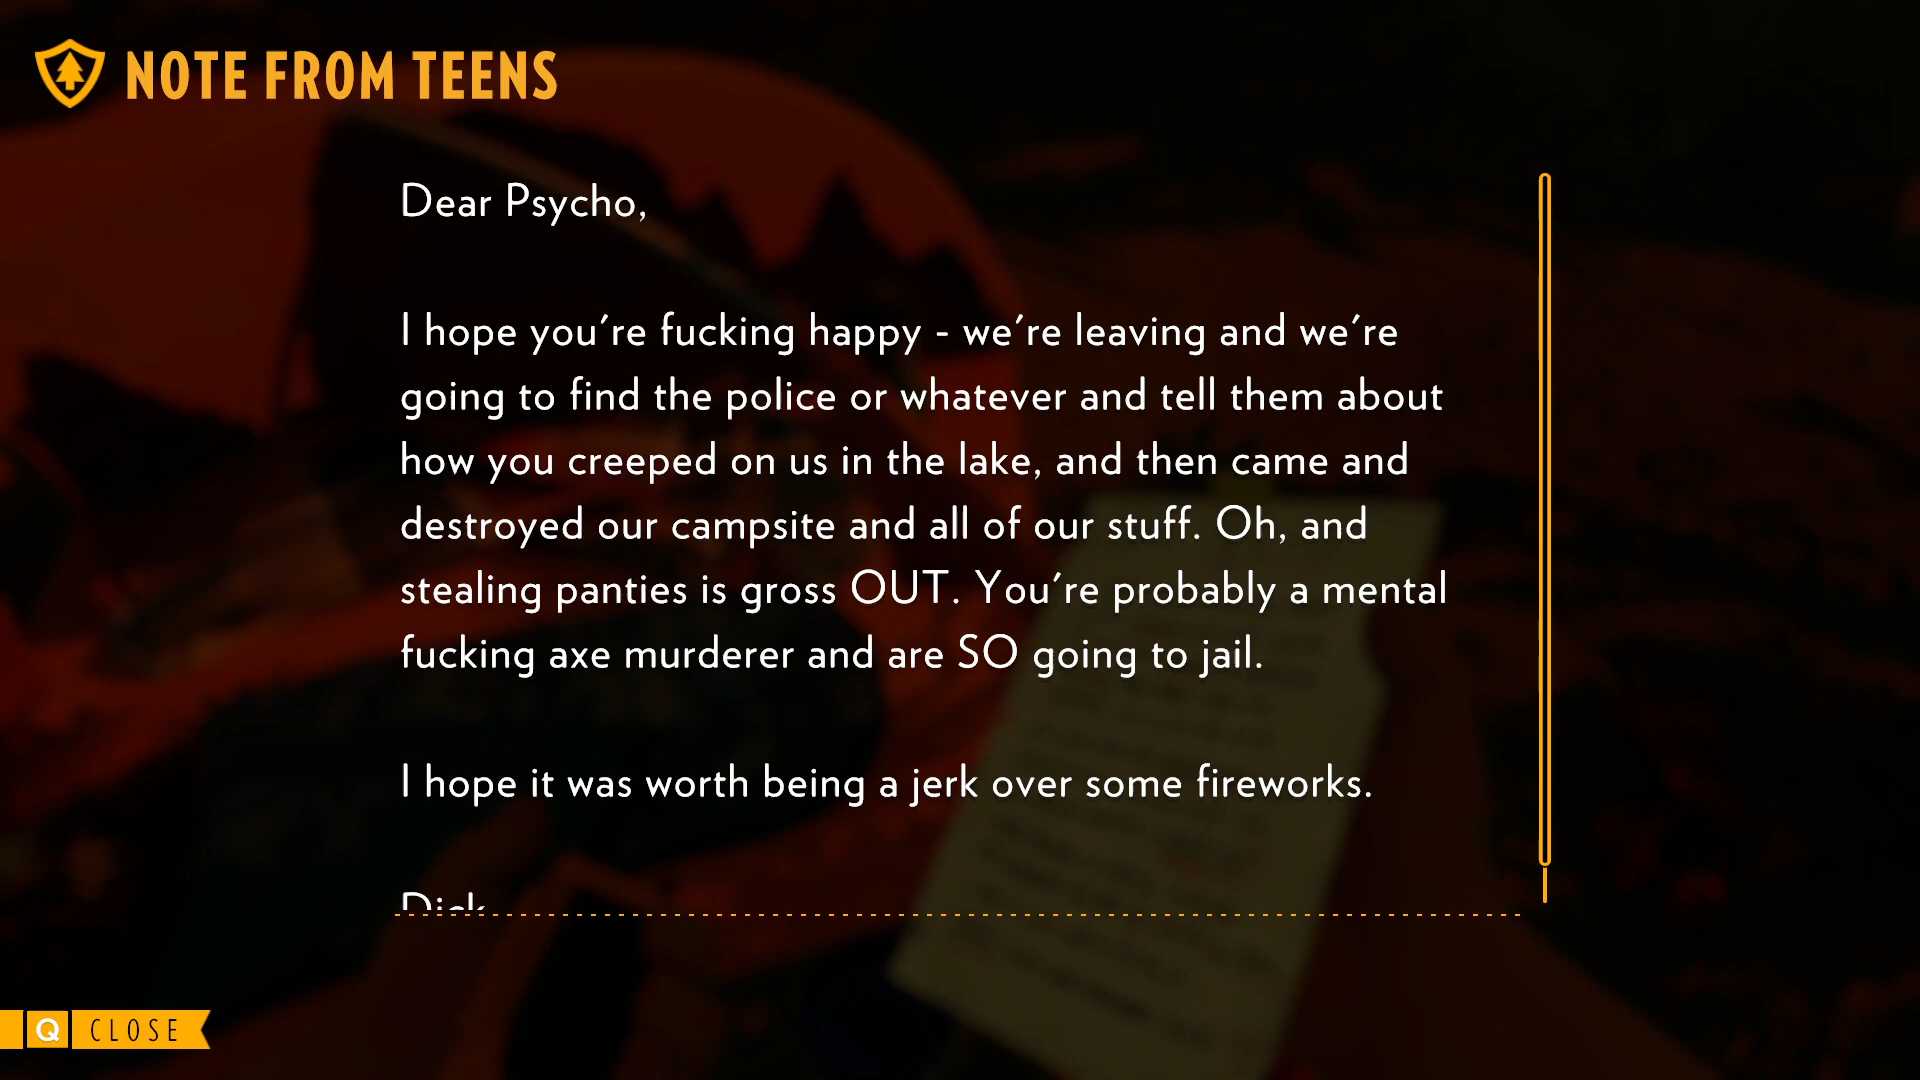 NOTE FROM TEENS
Dear Psycho,
I hope you're fucking happy - we're leaving and we're
going to find the police or whatever and tell them about
how you creeped on us in the lake, and then came and
destroyed our campsite and all of our stuff. Oh, and
stealing panties is gross OUT. You're probably a mental
fucking axe murderer and are SO going to jail.
I hope it was worth being a jerk over some fireworks.
Dick
Q CLOSE